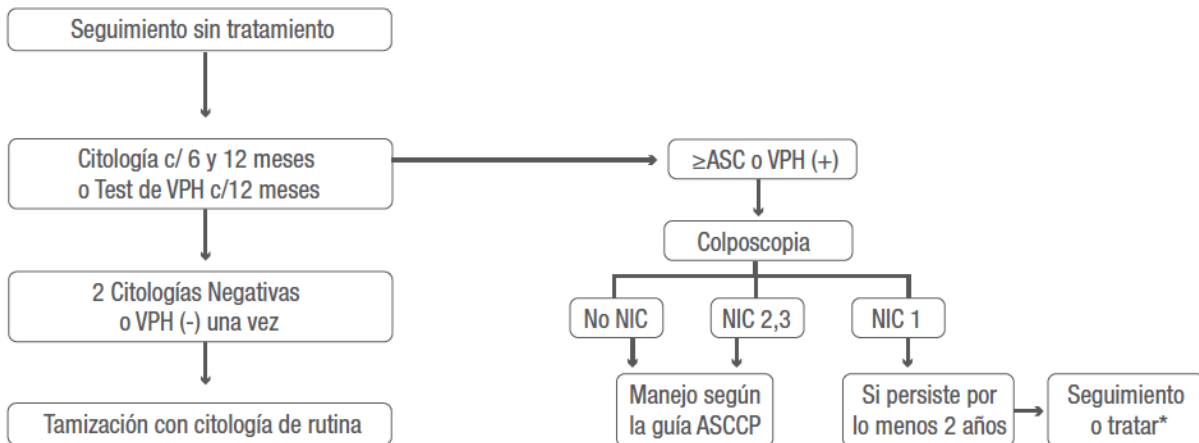 Seguimiento sin tratamiento
Citología c/ 6 y 12 meses
o Test de VPH c/12 meses
≥ASC o VPH (+)
Colposcopia
2 Citologías Negativas
o VPH (-) una vez
No NIC
NIC 2,3
NIC 1
Tamización con citología de rutina
Manejo según
la guía ASCCP
Si persiste por
lo menos 2 años
Seguimiento
o tratar*